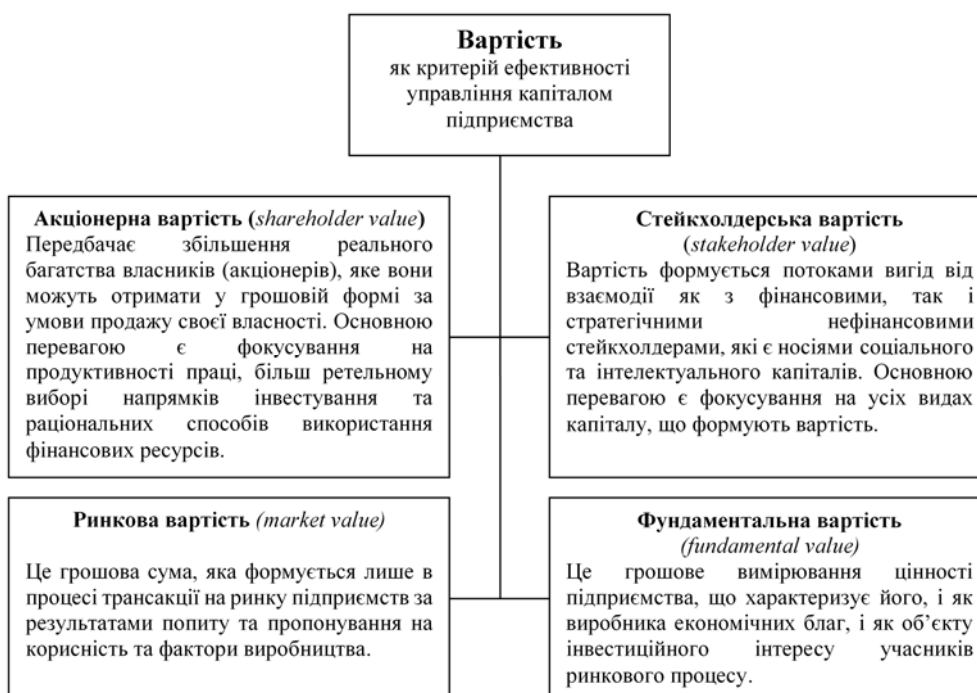 Вартість
як критерій ефективності
управління капіталом
підприємства
Акціонерна вартість (shareholder value)
Передбачає збільшення реального
багатства власників (акціонерів), яке вони
можуть отримати у грошовій формі за
умови продажу своєї власності. Основною
перевагою є фокусування на
продуктивності праці, більш ретельному
виборі напрямків інвестування та
раціональних способів використання
фінансових ресурсів.
Стейкхолдерська вартість
(stakeholder value)
Вартість формується потоками вигід від
взаємодії як з фінансовими, так і
стратегічними нефінансовими
стейкхолдерами, які є носіями соціального
та інтелектуального капіталів. Основною
перевагою є фокусування на усіх видах
капіталу, що формують вартість.
Ринкова вартість (market value)
Це грошова сума, яка формується лише в
процесі трансакції на ринку підприємств за
результатами попиту та пропонування на
корисність та фактори виробництва.
Фундаментальна вартість
(fundamental value)
Це грошове вимірювання цінності
підприємства, що характеризує його, і як
виробника економічних благ, і як об’єкту
інвестиційного інтересу учасників
ринкового процесу.